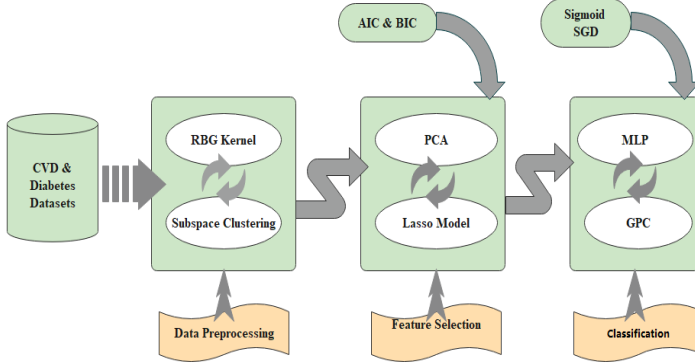 AIC & BIC
Sigmoid
SGD
CVD &
Diabetes
Datasets
RBG Kernel
Subspace Clustering
PCA
Lasso Model
MLP
GPC
Data Preprocessing
Feature Selection
Classification